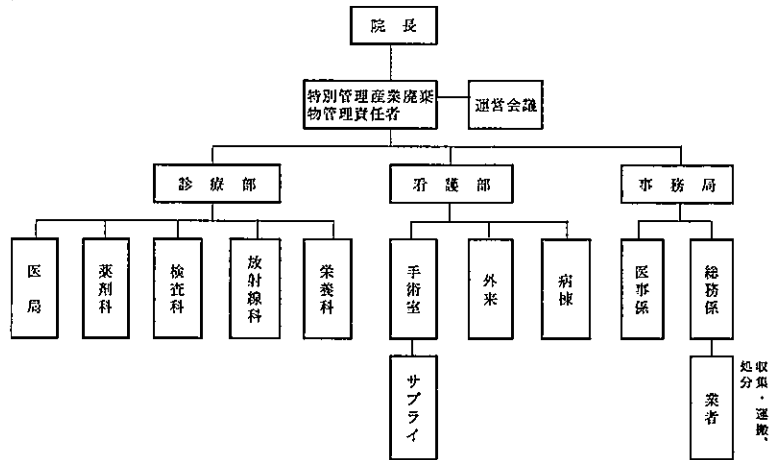 院長
特別管理産業廃棄
物管理責任者
運営会議
診療部
看護部
事務局
医局
薬剤科
検査科
放射線科
栄養科
手術室
外来
病棟
医事係
総務係
サプライ
業者
収集・運搬、
処分